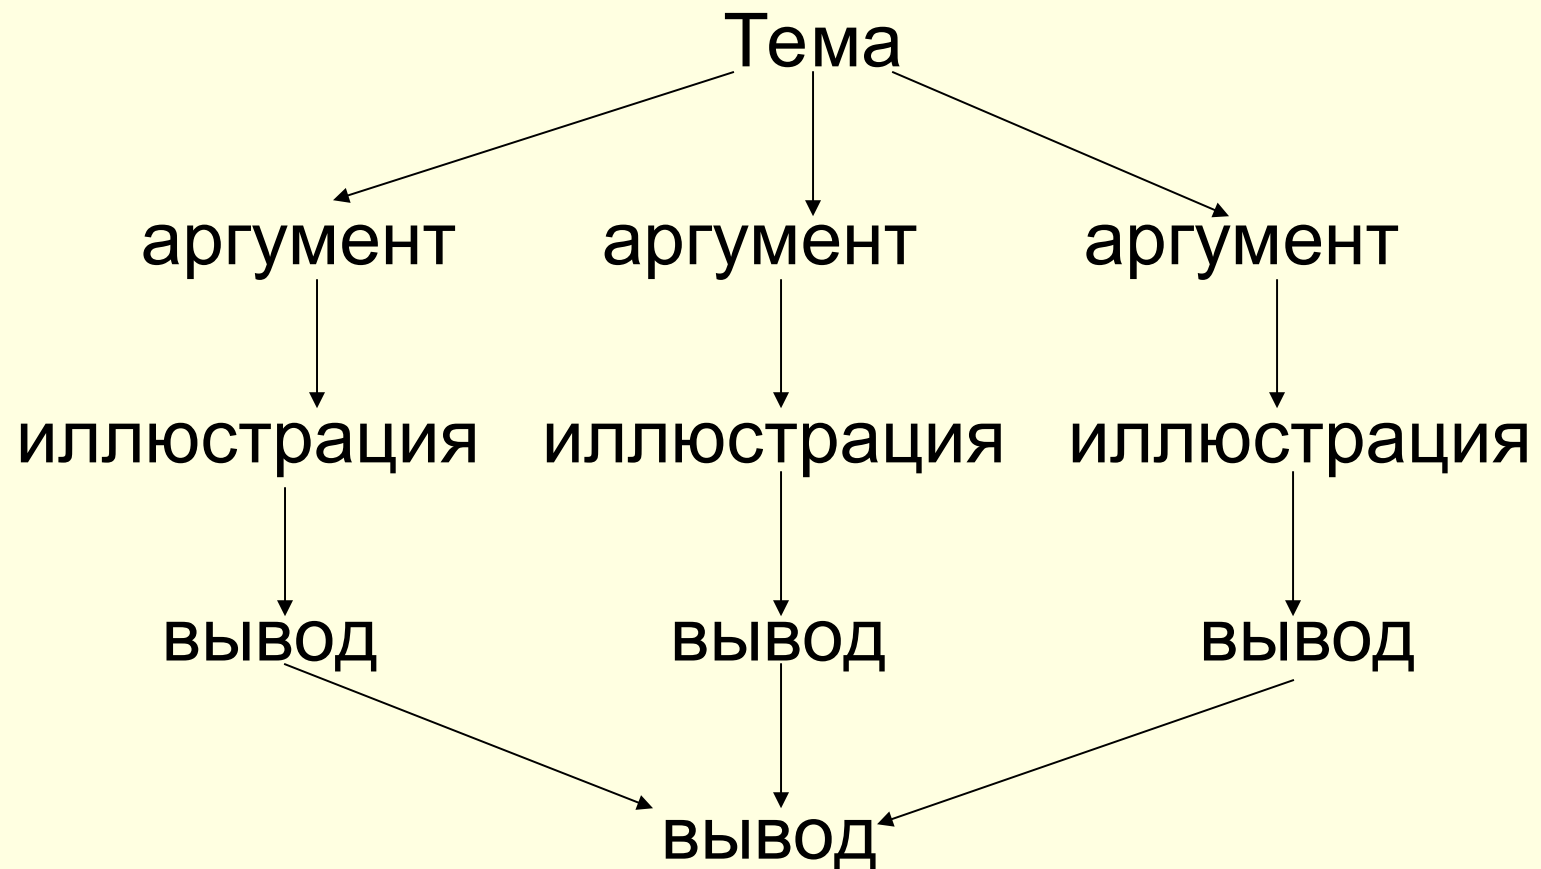 Тема
аргумент аргумент аргумент
иллюстрация иллюстрация иллюстрация
вывод вывод вывод
вывод